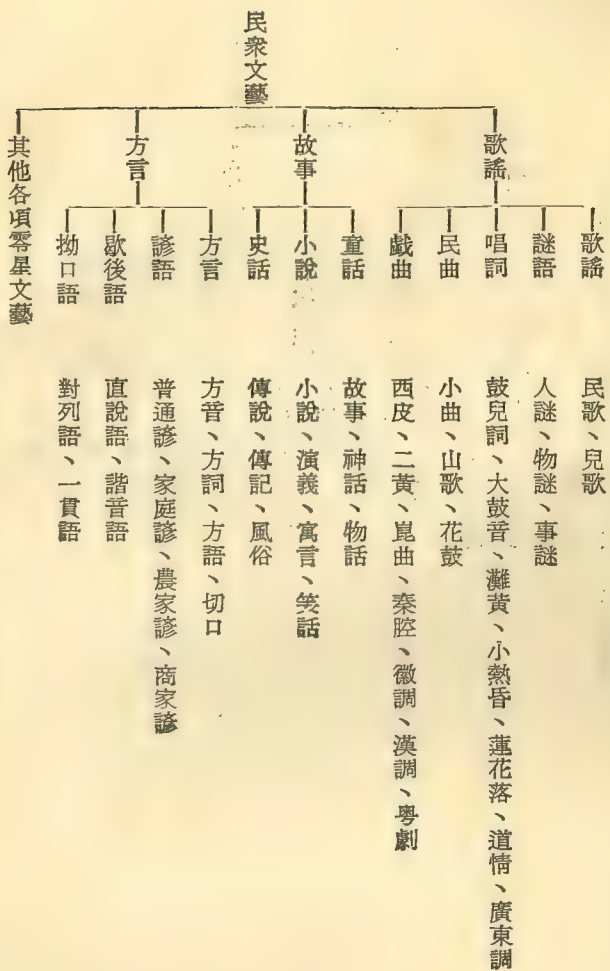 民衆文藝
歌謠
歌謠
民歌、兒歌
謎語
人謎、物謎、事謎
唱詞
鼓兒詞、大鼓音、灘黃、小熱昏、蓮花落、道情、廣東調
民曲
小曲、山歌、花鼓
戲曲
西皮、二黃、崑曲、秦腔、徽調、漢調、粤劇
故事
童話
故事、神話、物話
小說
小說、演義、寓言、笑話
史話
傳說、傳記、風俗
方言
方言
方音、方詞、方語、切口
諺語
普通諺、家庭諺、農家諺、商家諺
歇後語
直說語、諧音語
拗口語
對列語、一貫語
其他各項零星文藝